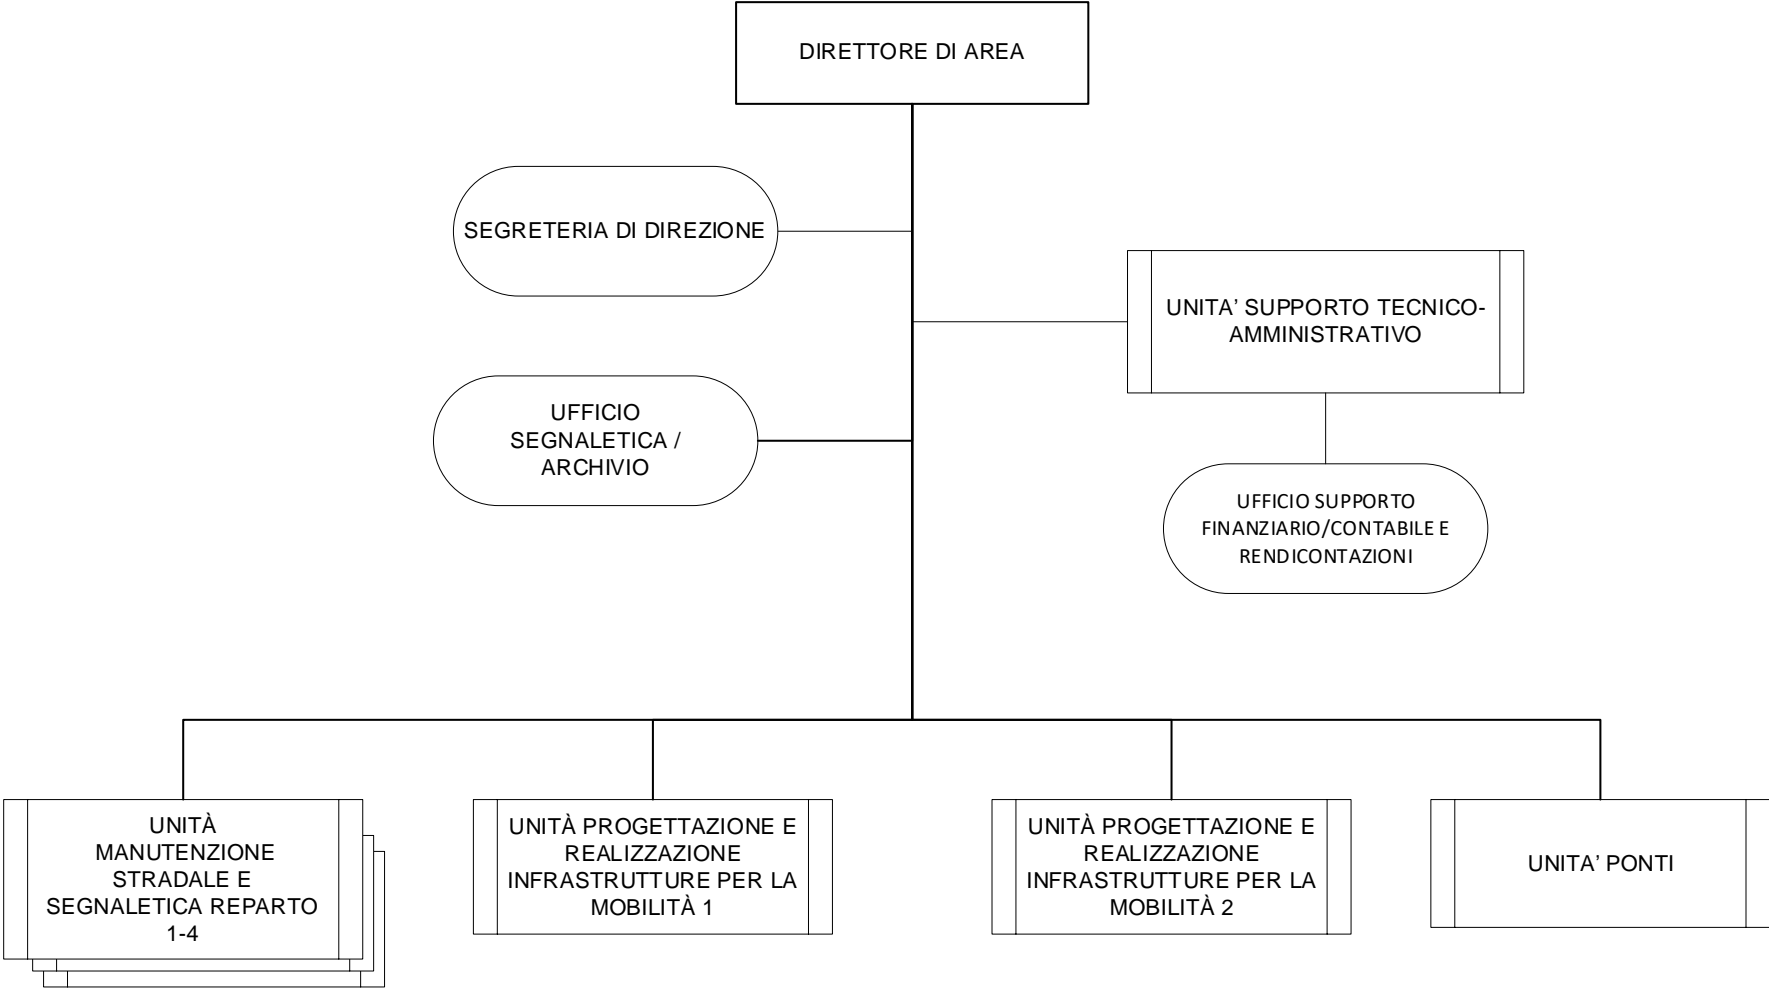 DIRETTORE DI AREA
SEGRETERIA DI DIREZIONE
UNITA’ SUPPORTO TECNICO-
AMMINISTRATIVO
UFFICIO
SEGNALETICA /
ARCHIVIO
UFFICIO SUPPORTO
FINANZIARIO/CONTABILE E
RENDICONTAZIONI
UNITÀ
MANUTENZIONE
STRADALE E
SEGNALETICA REPARTO
1-4
UNITÀ PROGETTAZIONE E
REALIZZAZIONE
INFRASTRUTTURE PER LA
MOBILITÀ 1
UNITÀ PROGETTAZIONE E
REALIZZAZIONE
INFRASTRUTTURE PER LA
MOBILITÀ 2
UNITA’ PONTI